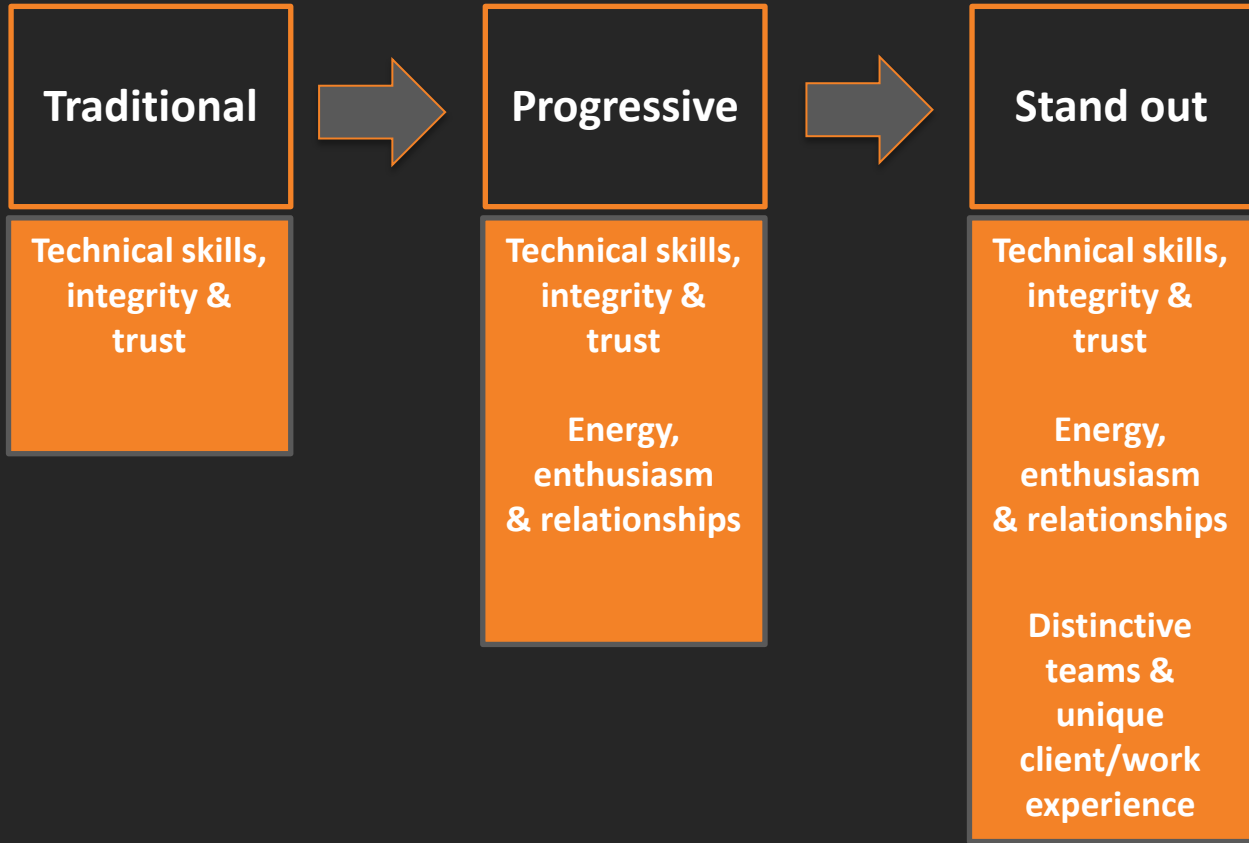 Traditional
Technical skills,
integrity &
trust
Progressive
Technical skills,
integrity &
trust
Energy,
enthusiasm
& relationships
Stand out
Technical skills,
integrity &
trust
Energy,
enthusiasm
& relationships
Distinctive
teams &
unique
client/work
experience